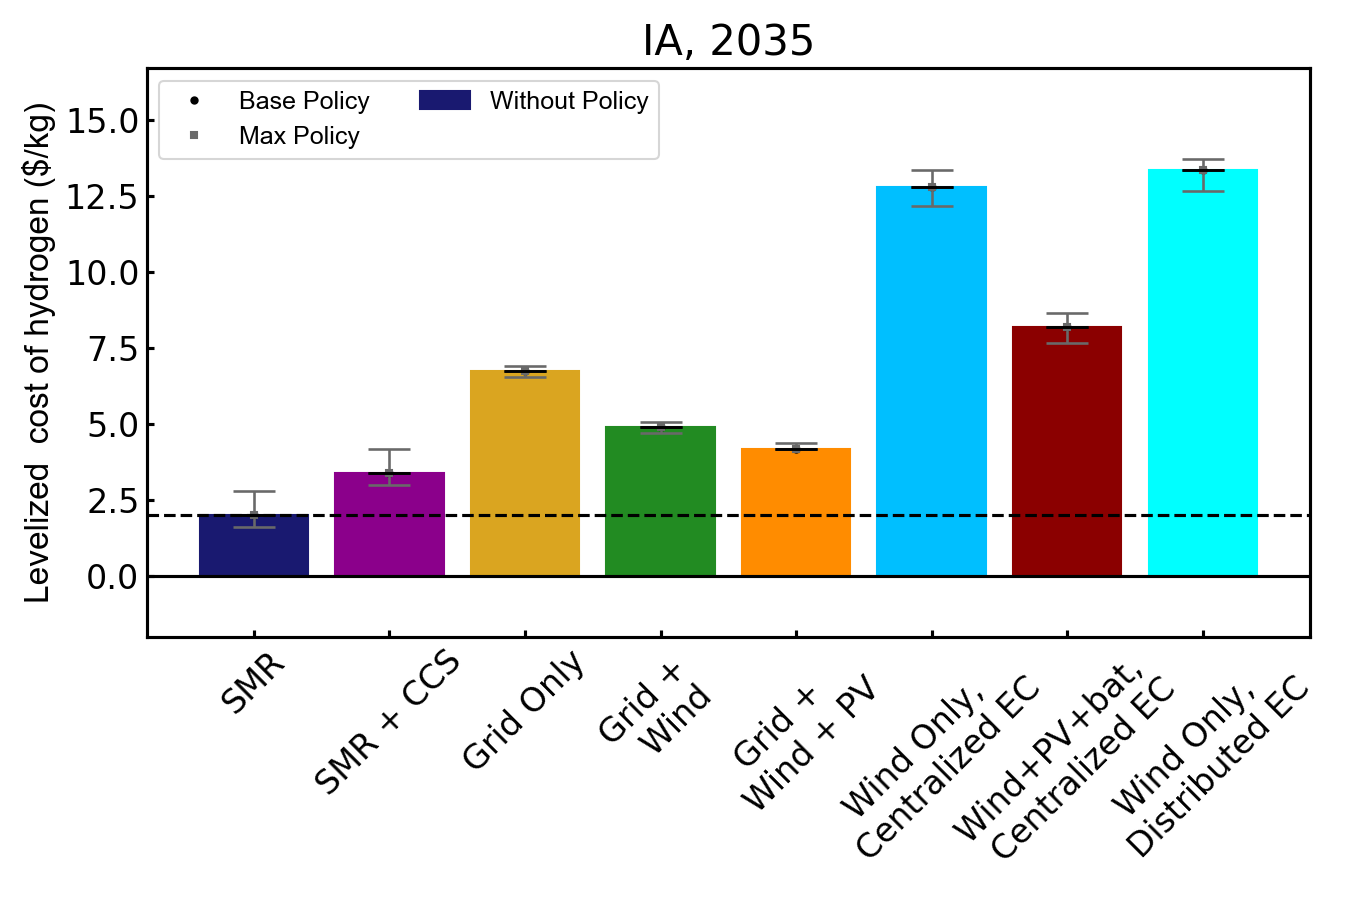 IA, 2035
Base Policy
Max Policy
Without Policy
Levelized  cost of hydrogen ($/kg)
15.0
12.5
10.0
7.5
5.0
2.5
0.0
SMR
SMR + CCS
Grid Only
Grid +
Wind
Grid +
Wind + PV
Wind Only,
Centralized EC
Wind+PV+bat,
Centralized EC
Wind Only,
Distributed EC